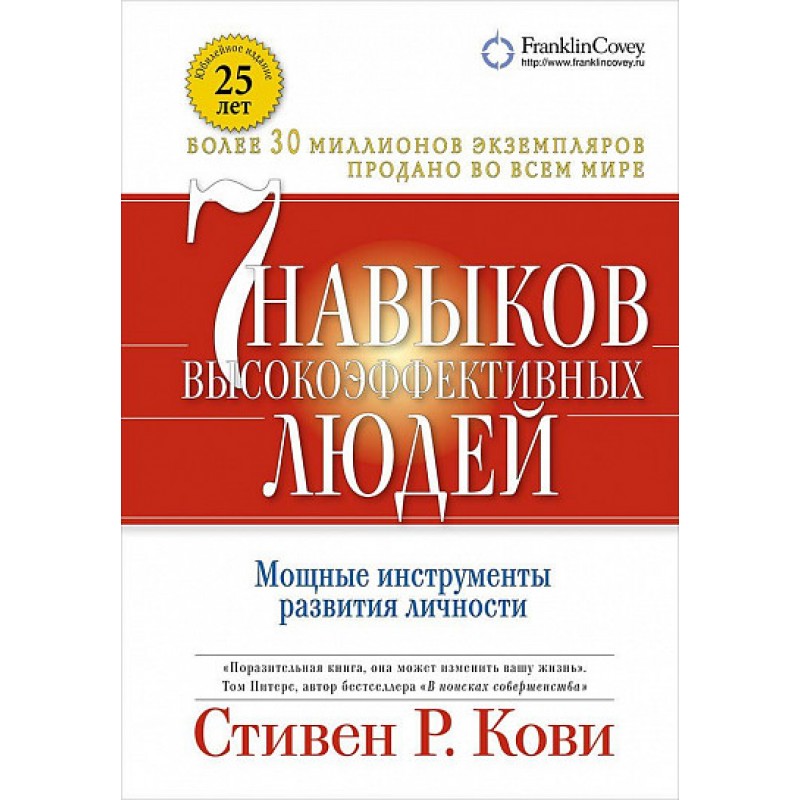 Юбилейное издание
25
лет
FranklinCovey
http://www.franklincovey.ru
БОЛЕЕ 30 МИЛЛИОНОВ ЭКЗЕМПЛЯРОВ
ПРОДАНО ВО ВСЕМ МИРЕ
7 НАВЫКОВ
ВЫСОКОЭФФЕКТИВНЫХ
ЛЮДЕЙ
Мощные инструменты
развития личности
«Поразительная книга, она может изменить вашу жизнь».
Том Питерс, автор бестселлера «В поисках совершенства»
Стивен Р. Кови